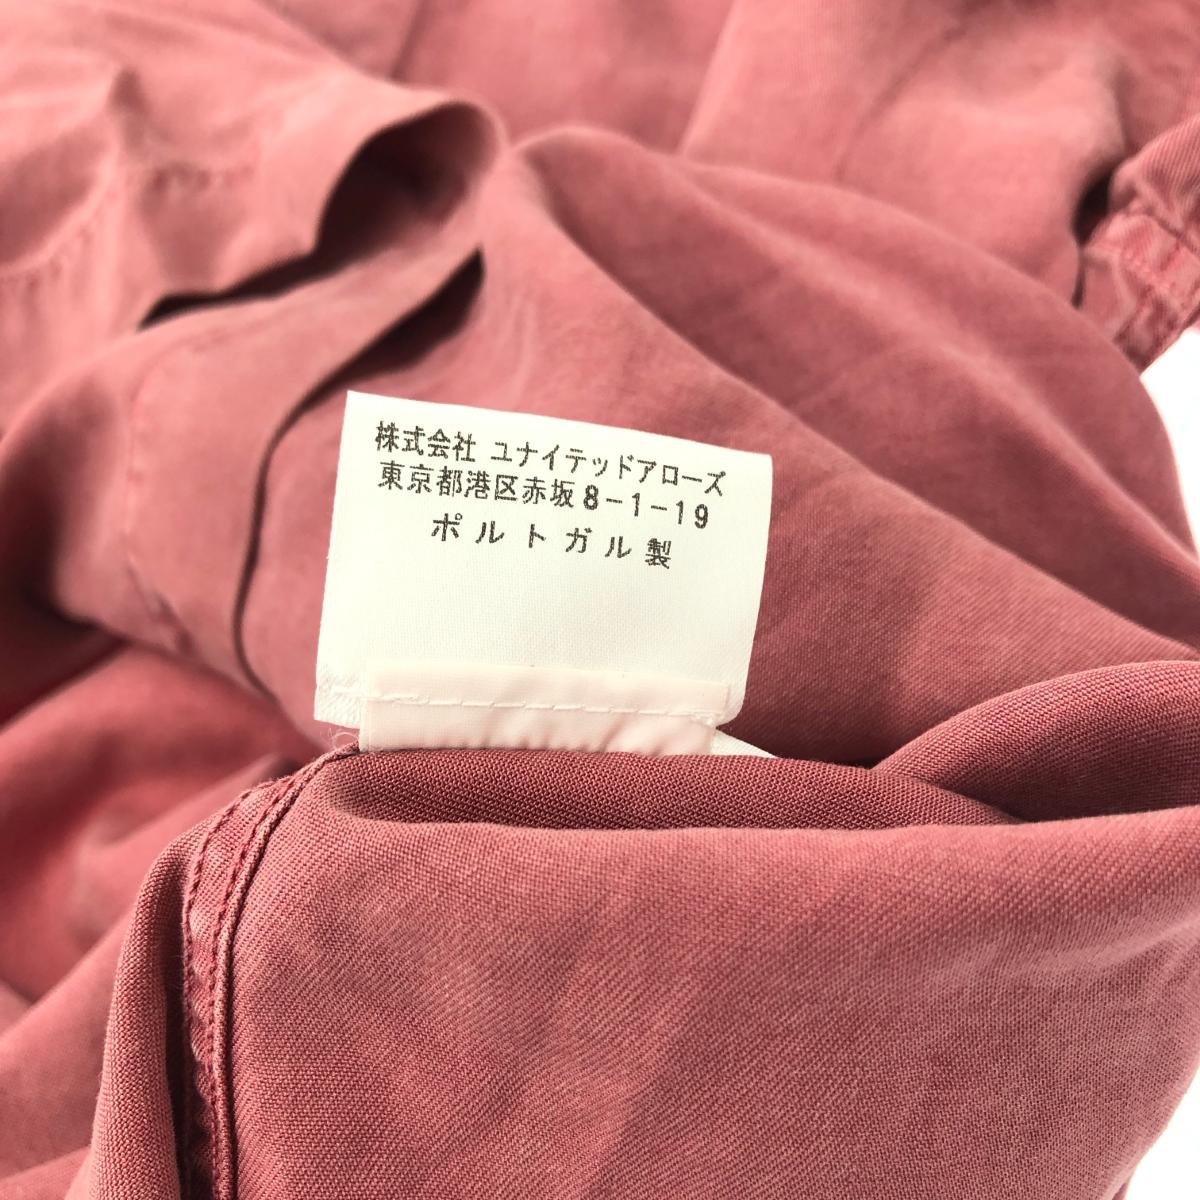 株式会社 ユナイテッドアローズ
東京都港区赤坂8-1-19
ポルトガル製